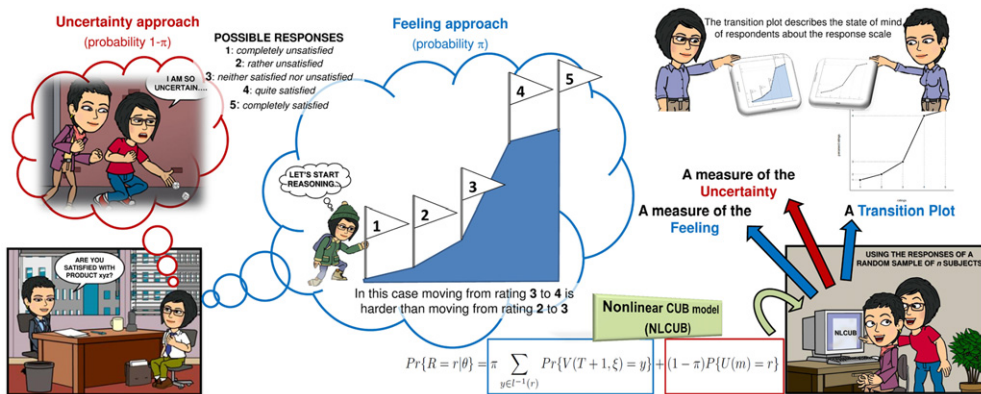 Uncertainty approach
(probability 1-π)
I AM SO
UNCERTAIN....
POSSIBLE RESPONSES
1: completely unsatisfied
2: rather unsatisfied
3: neither satisfied nor unsatisfied
4: quite satisfied
5: completely satisfied
Feeling approach
(probability π)
LET'S START
REASONING...
1
2
3
4
5
In this case moving from rating 3 to 4 is
harder than moving from rating 2 to 3
ARE YOU
SATISFIED WITH
PRODUCT xyz?
The transition plot describes the state of mind
of respondents about the response scale
A measure of the
Uncertainty
A measure of the
Feeling
A Transition Plot
USING THE RESPONSES OF A
RANDOM SAMPLE OF n SUBJECTS
NLCUB
Nonlinear CUB model
(NLCUB)
Pr{R = r|θ} = π ∑ y∈l⁻¹(r) Pr{V(T + 1, ξ) = y} + (1 − π)P{U(m) = r}